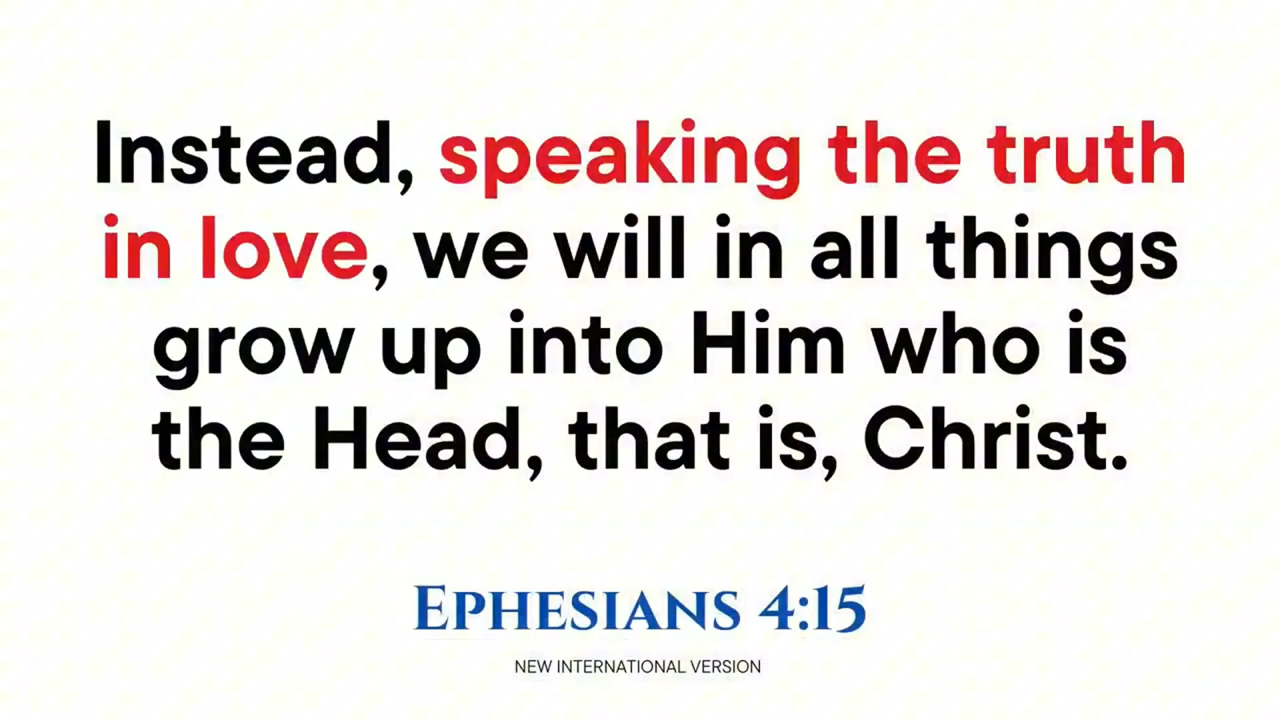 Instead, speaking the truth
in love, we will in all things
grow up into Him who is
the Head, that is, Christ.
EPHESIANS 4:15
NEW INTERNATIONAL VERSION